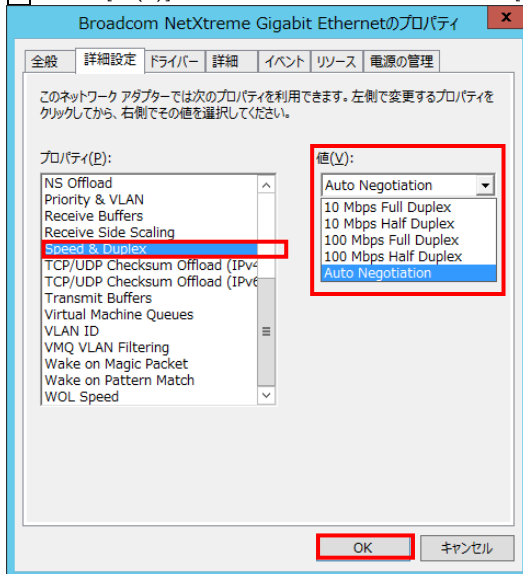 Broadcom NetXtreme Gigabit Ethernetのプロパティ
x
全般 詳細設定 ドライバー 詳細 イベント リソース 電源の管理
このネットワーク アダプターでは次のプロパティを利用できます。左側で変更するプロパティを
クリックしてから、右側でその値を選択してください。
プロパティ(P):
NS Offload
Priority & VLAN
Receive Buffers
Receive Side Scaling
Speed & Duplex
TCP/UDP Checksum Offload (IPv4
TCP/UDP Checksum Offload (IPv6
Transmit Buffers
Virtual Machine Queues
VLAN ID
VMQ VLAN Filtering
Wake on Magic Packet
Wake on Pattern Match
WOL Speed
値(V):
Auto Negotiation
10 Mbps Full Duplex
10 Mbps Half Duplex
100 Mbps Full Duplex
100 Mbps Half Duplex
Auto Negotiation
OK キャンセル